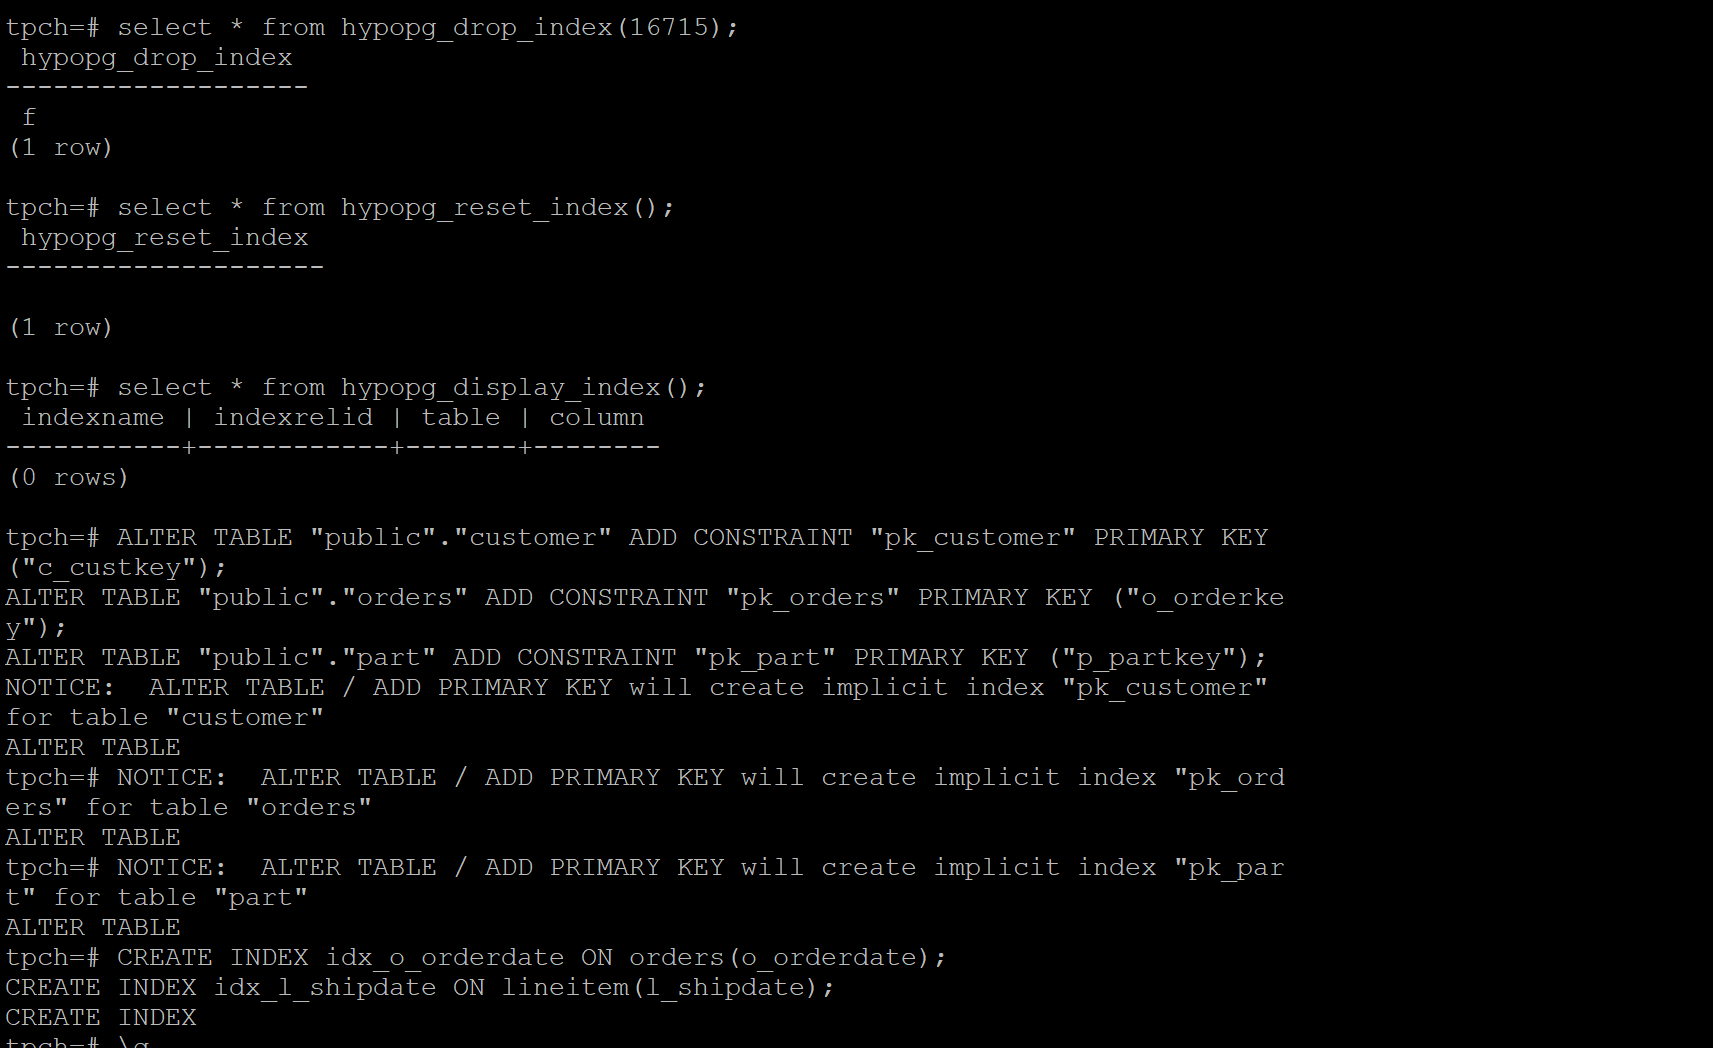 tpch=# select * from hypopg_drop_index(16715);
 hypopg_drop_index
-------------------
 f
(1 row)

tpch=# select * from hypopg_reset_index();
 hypopg_reset_index
--------------------

(1 row)

tpch=# select * from hypopg_display_index();
 indexname | indexrelid | table | column
-----------+------------+-------+--------
(0 rows)

tpch=# ALTER TABLE "public"."customer" ADD CONSTRAINT "pk_customer" PRIMARY KEY
("c_custkey");
ALTER TABLE "public"."orders" ADD CONSTRAINT "pk_orders" PRIMARY KEY ("o_orderke
y");
ALTER TABLE "public"."part" ADD CONSTRAINT "pk_part" PRIMARY KEY ("p_partkey");
NOTICE:  ALTER TABLE / ADD PRIMARY KEY will create implicit index "pk_customer"
for table "customer"
ALTER TABLE
tpch=# NOTICE:  ALTER TABLE / ADD PRIMARY KEY will create implicit index "pk_ord
ers" for table "orders"
ALTER TABLE
tpch=# NOTICE:  ALTER TABLE / ADD PRIMARY KEY will create implicit index "pk_par
t" for table "part"
ALTER TABLE
tpch=# CREATE INDEX idx_o_orderdate ON orders(o_orderdate);
CREATE INDEX idx_l_shipdate ON lineitem(l_shipdate);
CREATE INDEX
tpch=# \q